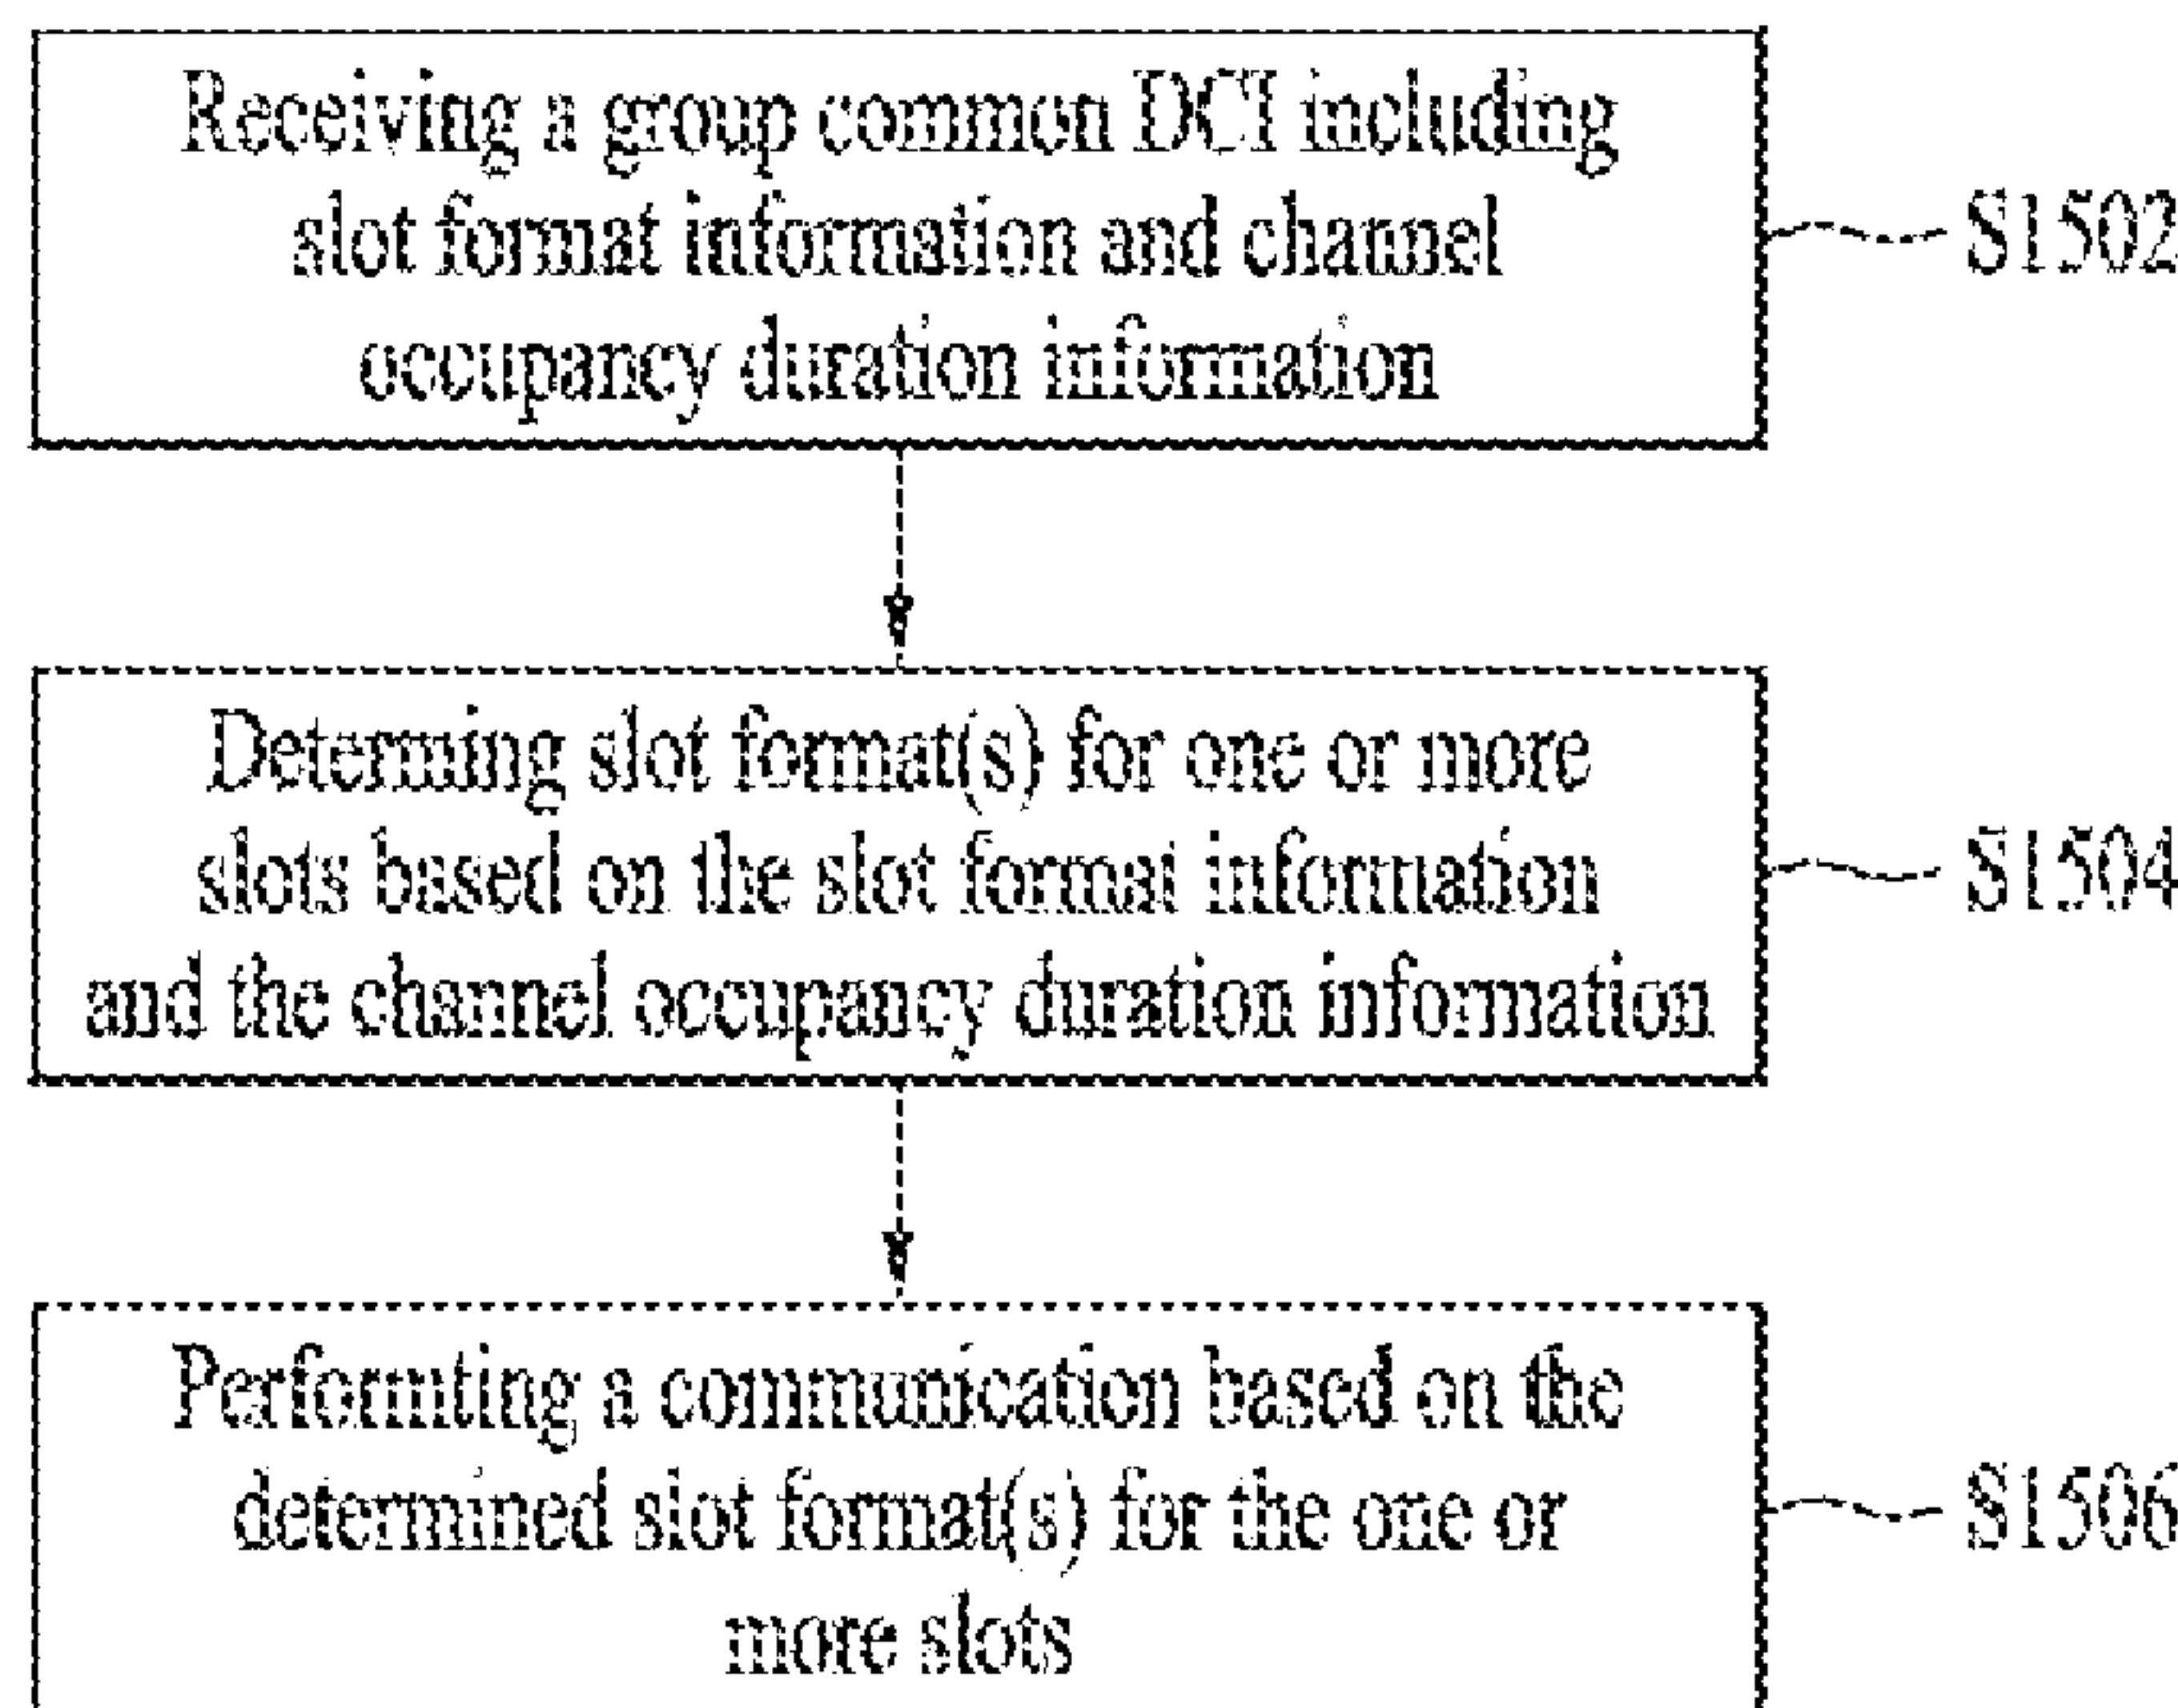 Receiving a group common DCI including
slot format information and channel
occupancy duration information
S1502
Determing slot format(s) for one or more
slots based on the slot format information
and the channel occupancy duration information
S1504
Performing a communication based on the
determined slot format(s) for the one or
more slots
S1506